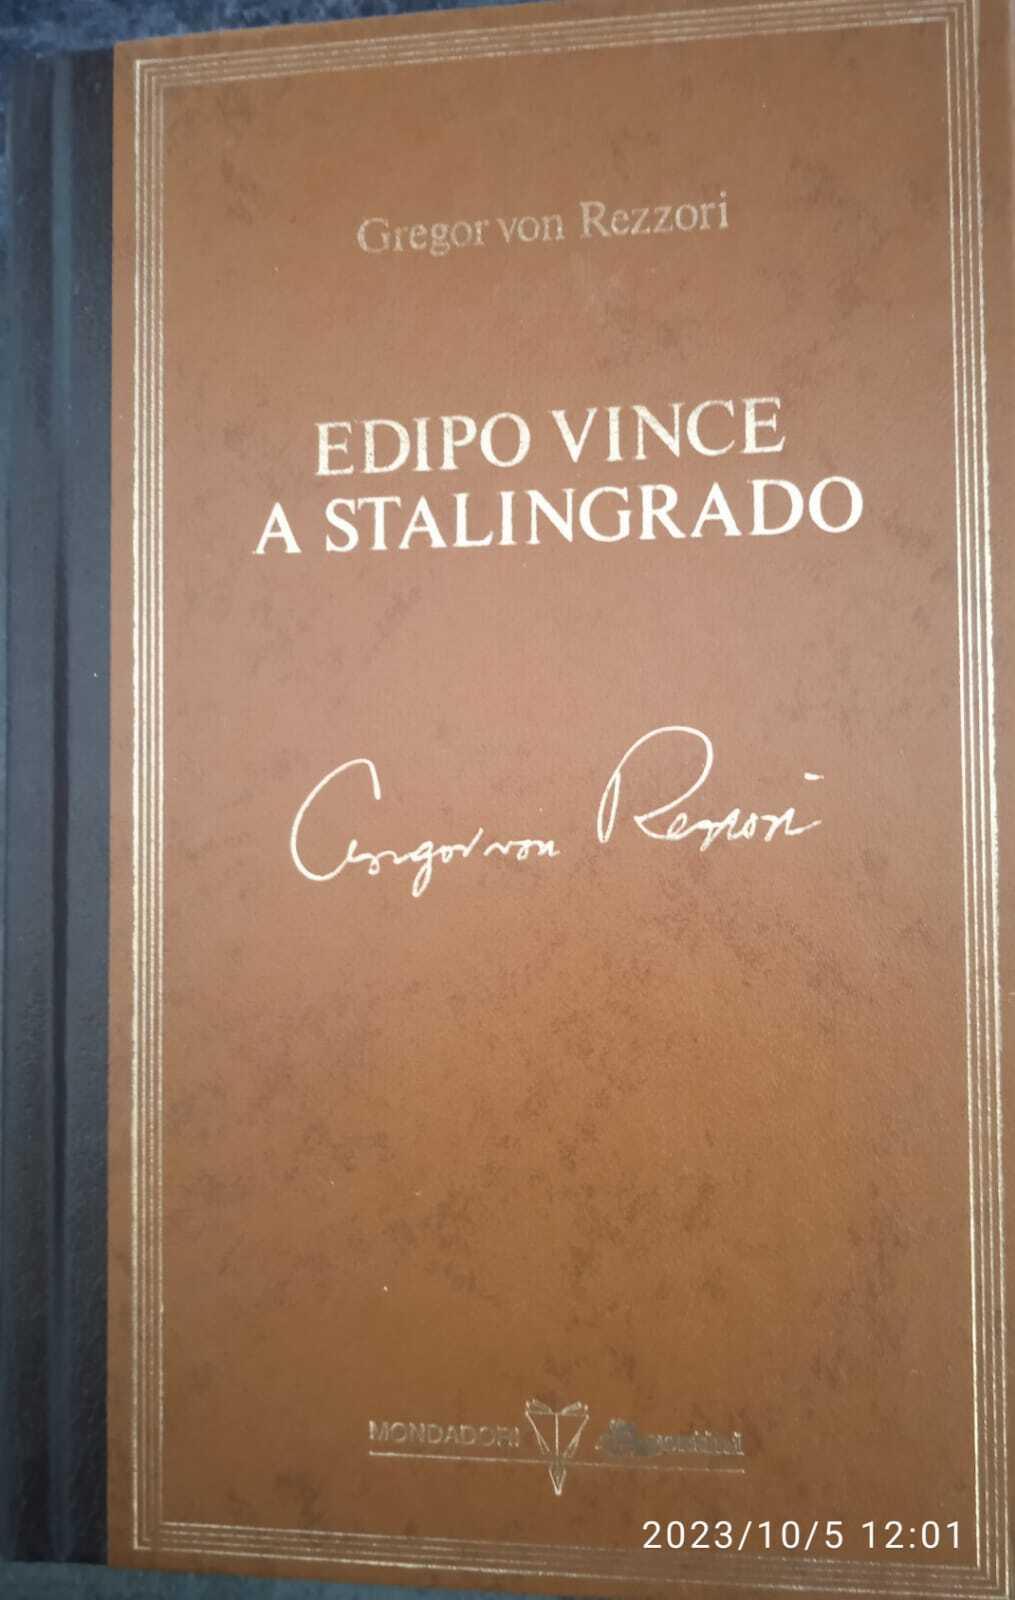 Gregor von Rezzori
EDIPO VINCE
A STALINGRADO
Gregor von Rezzori
MONDADORI
2023/10/5 12:01